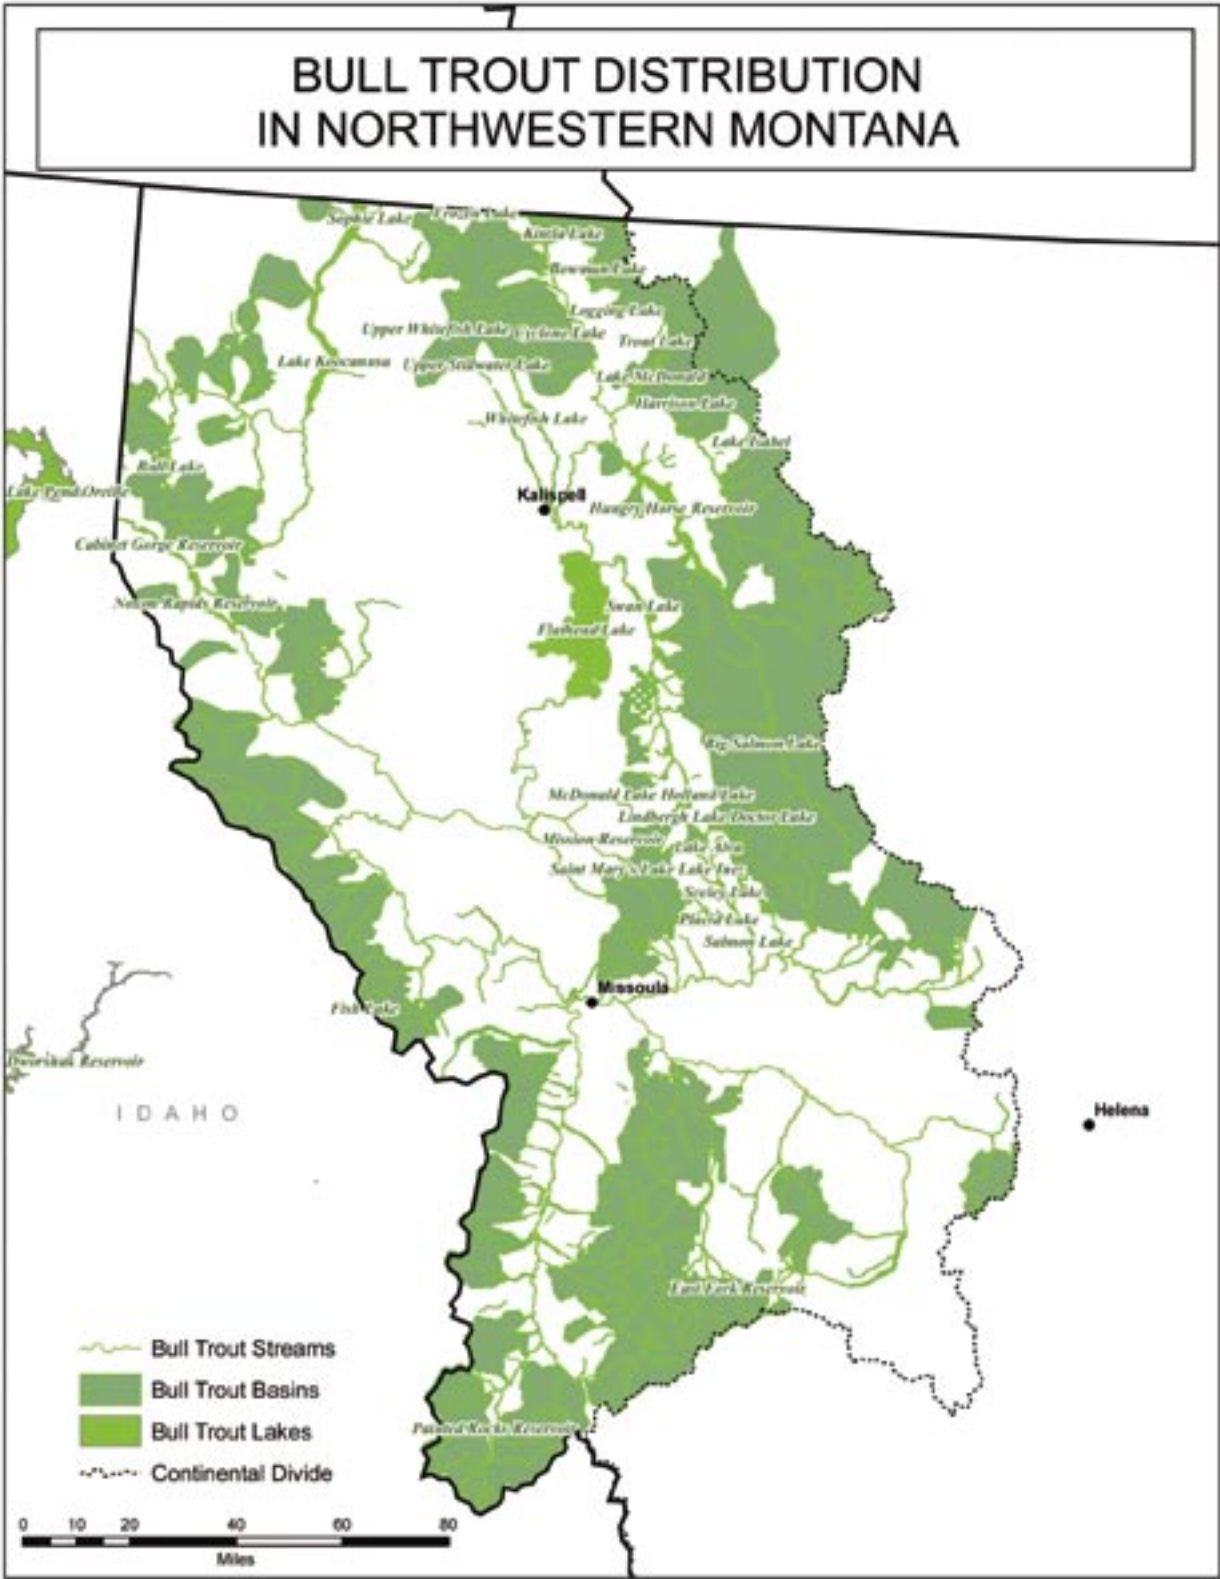 BULL TROUT DISTRIBUTION
IN NORTHWESTERN MONTANA
Sophie Lake
Frozen Lake
Kintla Lake
Bowman Lake
Logging Lake
Upper Whitefish Lake
Cyclone Lake
Trout Lake
Lake Koocanusa
Upper Stillwater Lake
Lake McDonald
Harrison Lake
Whitefish Lake
Lake Isabel
Bull Lake
Lake Pend Oreille
Kalispell
Hungry Horse Reservoir
Cabinet Gorge Reservoir
Noxon Rapids Reservoir
Swan Lake
Flathead Lake
Big Salmon Lake
McDonald Lake
Holland Lake
Lindbergh Lake
Doctor Lake
Mission Reservoir
Lake Alva
Saint Mary's Lake
Lake Inez
Seeley Lake
Placid Lake
Salmon Lake
Missoula
Fish Lake
Dworshak Reservoir
IDAHO
Helena
East Fork Reservoir
Painted Rocks Reservoir
Bull Trout Streams
Bull Trout Basins
Bull Trout Lakes
Continental Divide
0 10 20 40 60 80
Miles